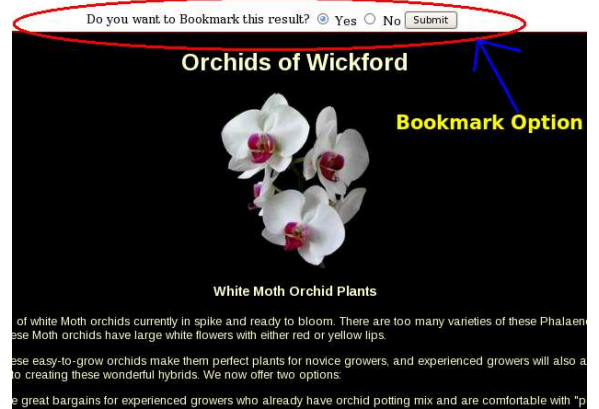 Do you want to Bookmark this result? Yes No Submit
Orchids of Wickford
Bookmark Option
White Moth Orchid Plants
of white Moth orchids currently in spike and ready to bloom. There are too many varieties of these
Moth orchids have large white flowers with either red or yellow lips.
easy-to-grow orchids make them perfect plants for novice growers, and experienced growers will also
to creating these wonderful hybrids. We now offer two options:
great bargains for experienced growers who already have orchid potting mix and are comfortable with